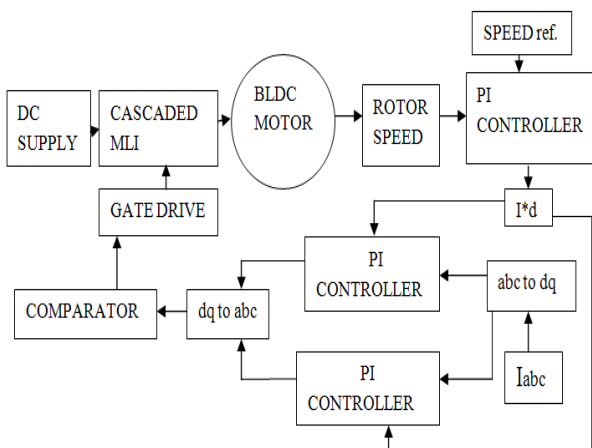 SPEED ref.
DC
SUPPLY
CASCADED
MLI
BLDC
MOTOR
ROTOR
SPEED
PI
CONTROLLER
GATE DRIVE
I*d
PI
CONTROLLER
abc to dq
COMPARATOR
dq to abc
PI
CONTROLLER
Iabc